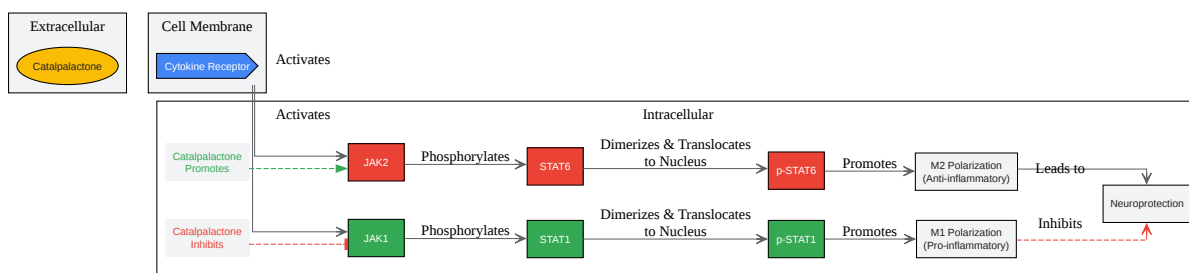 Extracellular
Catalpalactone
Cell Membrane
Cytokine Receptor
Activates
Activates
Intracellular
Catalpalactone
Promotes
JAK2
Phosphorylates
STAT6
Dimerizes & Translocates
to Nucleus
p-STAT6
Promotes
M2 Polarization
(Anti-inflammatory)
Leads to
Neuroprotection
Catalpalactone
Inhibits
JAK1
Phosphorylates
STAT1
Dimerizes & Translocates
to Nucleus
p-STAT1
Promotes
M1 Polarization
(Pro-inflammatory)
Inhibits